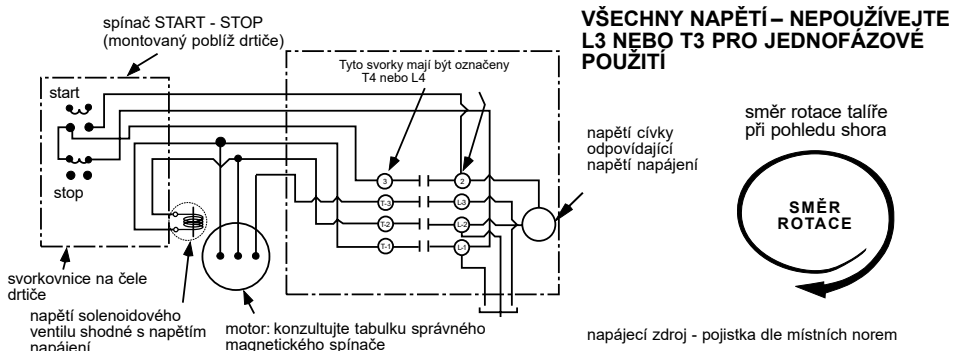 spínač START - STOP
(montovaný poblíž drtiče)
VŠECHNY NAPĚTÍ – NEPOUŽÍVEJTE
L3 NEBO T3 PRO JEDNOFÁZOVÉ
POUŽITÍ
Tyto svorky mají být označeny
T4 nebo L4
start
stop
směr rotace talíře
při pohledu shora
napětí cívky
odpovídající
napětí napájení
3
2
T-3
L-3
T-2
L-2
T-1
L-1
SMĚR
ROTACE
svorkovnice na čele
drtiče
napětí solenoidového
ventilu shodné s napětím
napájení
motor: konzultujte tabulku správného
magnetického spínače
napájecí zdroj - pojistka dle místních norem